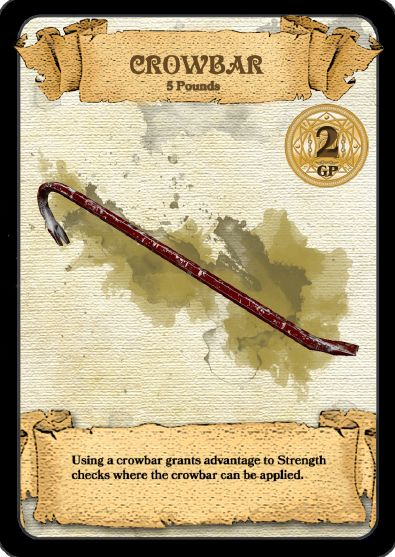 CROWBAR
5 Pounds
2
GP
Using a crowbar grants advantage to Strength
checks where the crowbar can be applied.